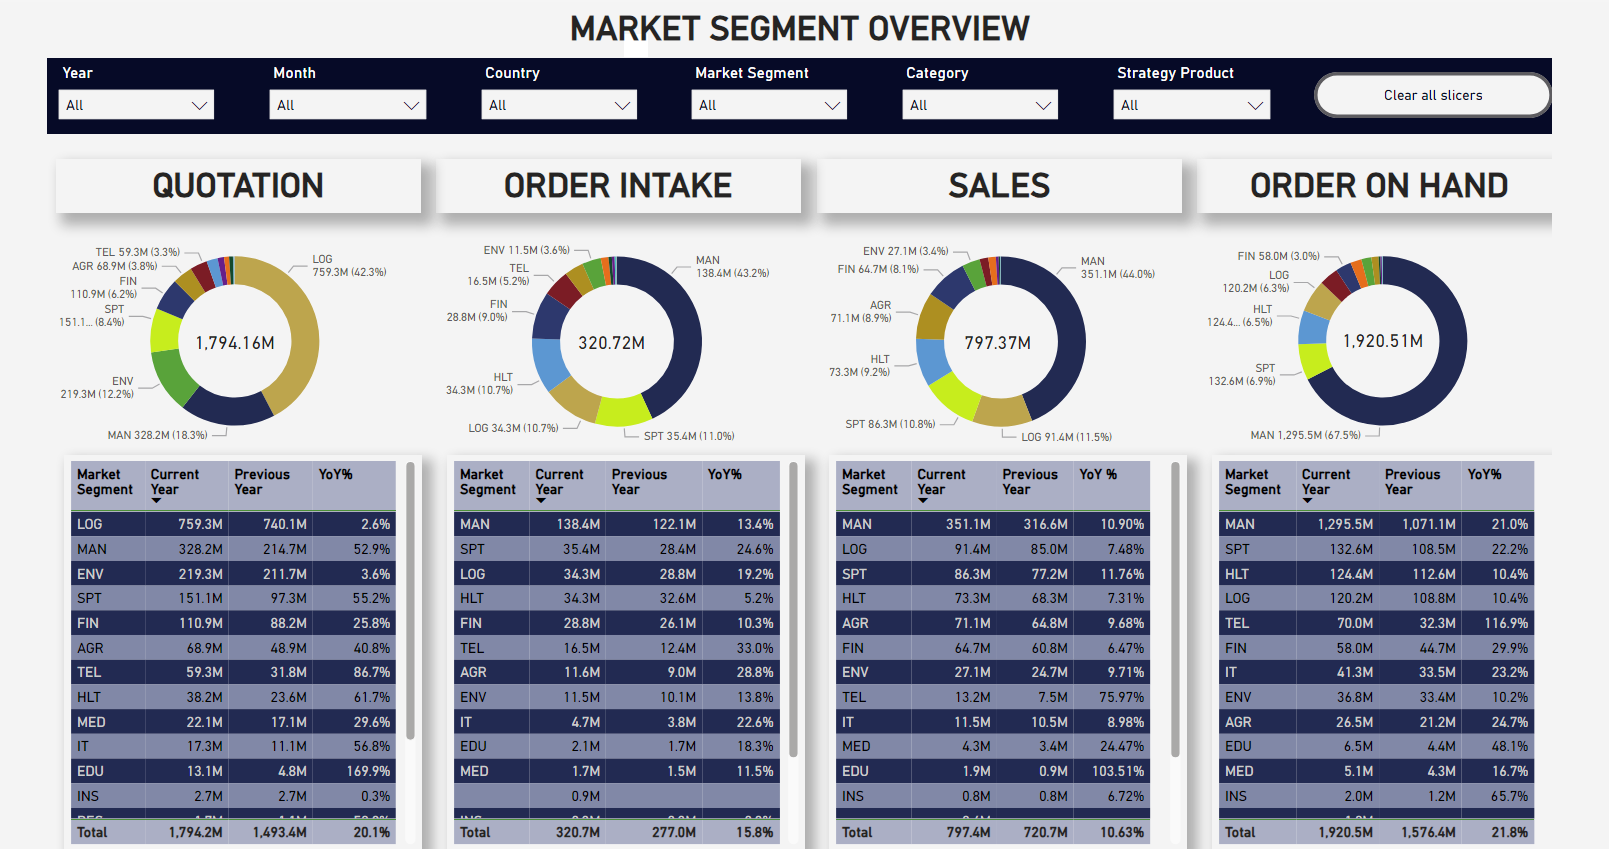 MARKET SEGMENT OVERVIEW
Year Month Country Market Segment Category Strategy Product
All All All All All All Clear all slicers
QUOTATION
TEL 59.3M (3.3%)
AGR 68.9M (3.8%)
FIN
110.9M (6.2%)
SPT
151.1... (8.4%)
ENV
219.3M (12.2%)
MAN 328.2M (18.3%)
LOG
759.3M (42.3%)
1,794.16M
ORDER INTAKE
ENV 11.5M (3.6%)
TEL
16.5M (5.2%)
FIN
28.8M (9.0%)
HLT
34.3M (10.7%)
LOG 34.3M (10.7%)
SPT 35.4M (11.0%)
MAN
138.4M (43.2%)
320.72M
SALES
ENV 27.1M (3.4%)
FIN 64.7M (8.1%)
AGR
71.1M (8.9%)
HLT
73.3M (9.2%)
SPT 86.3M (10.8%)
LOG 91.4M (11.5%)
MAN
351.1M (44.0%)
797.37M
ORDER ON HAND
FIN 58.0M (3.0%)
LOG
120.2M (6.3%)
HLT
124.4... (6.5%)
SPT
132.6M (6.9%)
MAN 1,295.5M (67.5%)
1,920.51M
Market Segment Current Year Previous Year YoY%
LOG 759.3M 740.1M 2.6%
MAN 328.2M 214.7M 52.9%
ENV 219.3M 211.7M 3.6%
SPT 151.1M 97.3M 55.2%
FIN 110.9M 88.2M 25.8%
AGR 68.9M 48.9M 40.8%
TEL 59.3M 31.8M 86.7%
HLT 38.2M 23.6M 61.7%
MED 22.1M 17.1M 29.6%
IT 17.3M 11.1M 56.8%
EDU 13.1M 4.8M 169.9%
INS 2.7M 2.7M 0.3%
Total 1,794.2M 1,493.4M 20.1%
Market Segment Current Year Previous Year YoY%
MAN 138.4M 122.1M 13.4%
SPT 35.4M 28.4M 24.6%
LOG 34.3M 28.8M 19.2%
HLT 34.3M 32.6M 5.2%
FIN 28.8M 26.1M 10.3%
TEL 16.5M 12.4M 33.0%
AGR 11.6M 9.0M 28.8%
ENV 11.5M 10.1M 13.8%
IT 4.7M 3.8M 22.6%
EDU 2.1M 1.7M 18.3%
MED 1.7M 1.5M 11.5%
0.9M
Total 320.7M 277.0M 15.8%
Market Segment Current Year Previous Year YoY %
MAN 351.1M 316.6M 10.90%
LOG 91.4M 85.0M 7.48%
SPT 86.3M 77.2M 11.76%
HLT 73.3M 68.3M 7.31%
AGR 71.1M 64.8M 9.68%
FIN 64.7M 60.8M 6.47%
ENV 27.1M 24.7M 9.71%
TEL 13.2M 7.5M 75.97%
IT 11.5M 10.5M 8.98%
MED 4.3M 3.4M 24.47%
EDU 1.9M 0.9M 103.51%
INS 0.8M 0.8M 6.72%
Total 797.4M 720.7M 10.63%
Market Segment Current Year Previous Year YoY%
MAN 1,295.5M 1,071.1M 21.0%
SPT 132.6M 108.5M 22.2%
HLT 124.4M 112.6M 10.4%
LOG 120.2M 108.8M 10.4%
TEL 70.0M 32.3M 116.9%
FIN 58.0M 44.7M 29.9%
IT 41.3M 33.5M 23.2%
ENV 36.8M 33.4M 10.2%
AGR 26.5M 21.2M 24.7%
EDU 6.5M 4.4M 48.1%
MED 5.1M 4.3M 16.7%
INS 2.0M 1.2M 65.7%
Total 1,920.5M 1,576.4M 21.8%